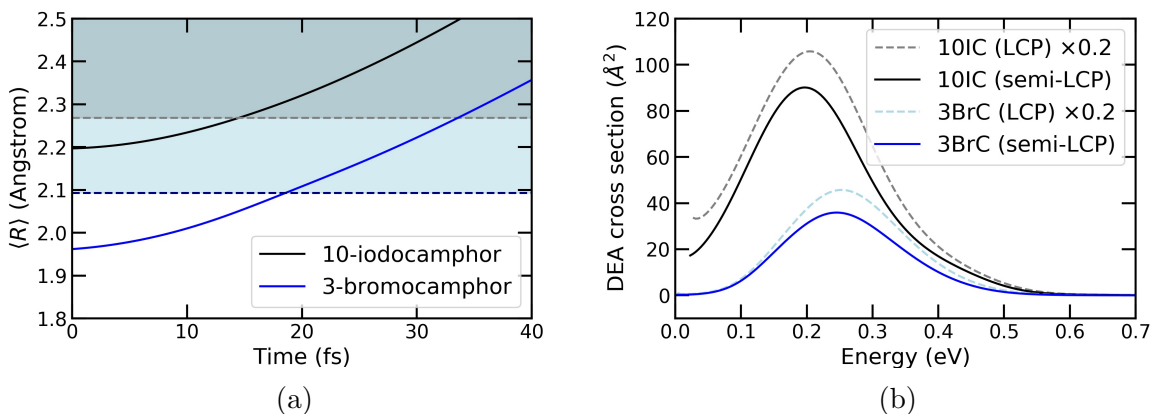 2.5
2.4
2.3
2.2
2.1
2.0
1.9
1.8
⟨R⟩ (Angstrom)
10-iodocamphor
3-bromocamphor
0 10 20 30 40
Time (fs)
(a)
120
100
80
60
40
20
0
DEA cross section (Å²)
10IC (LCP) ×0.2
10IC (semi-LCP)
3BrC (LCP) ×0.2
3BrC (semi-LCP)
0.0 0.1 0.2 0.3 0.4 0.5 0.6 0.7
Energy (eV)
(b)